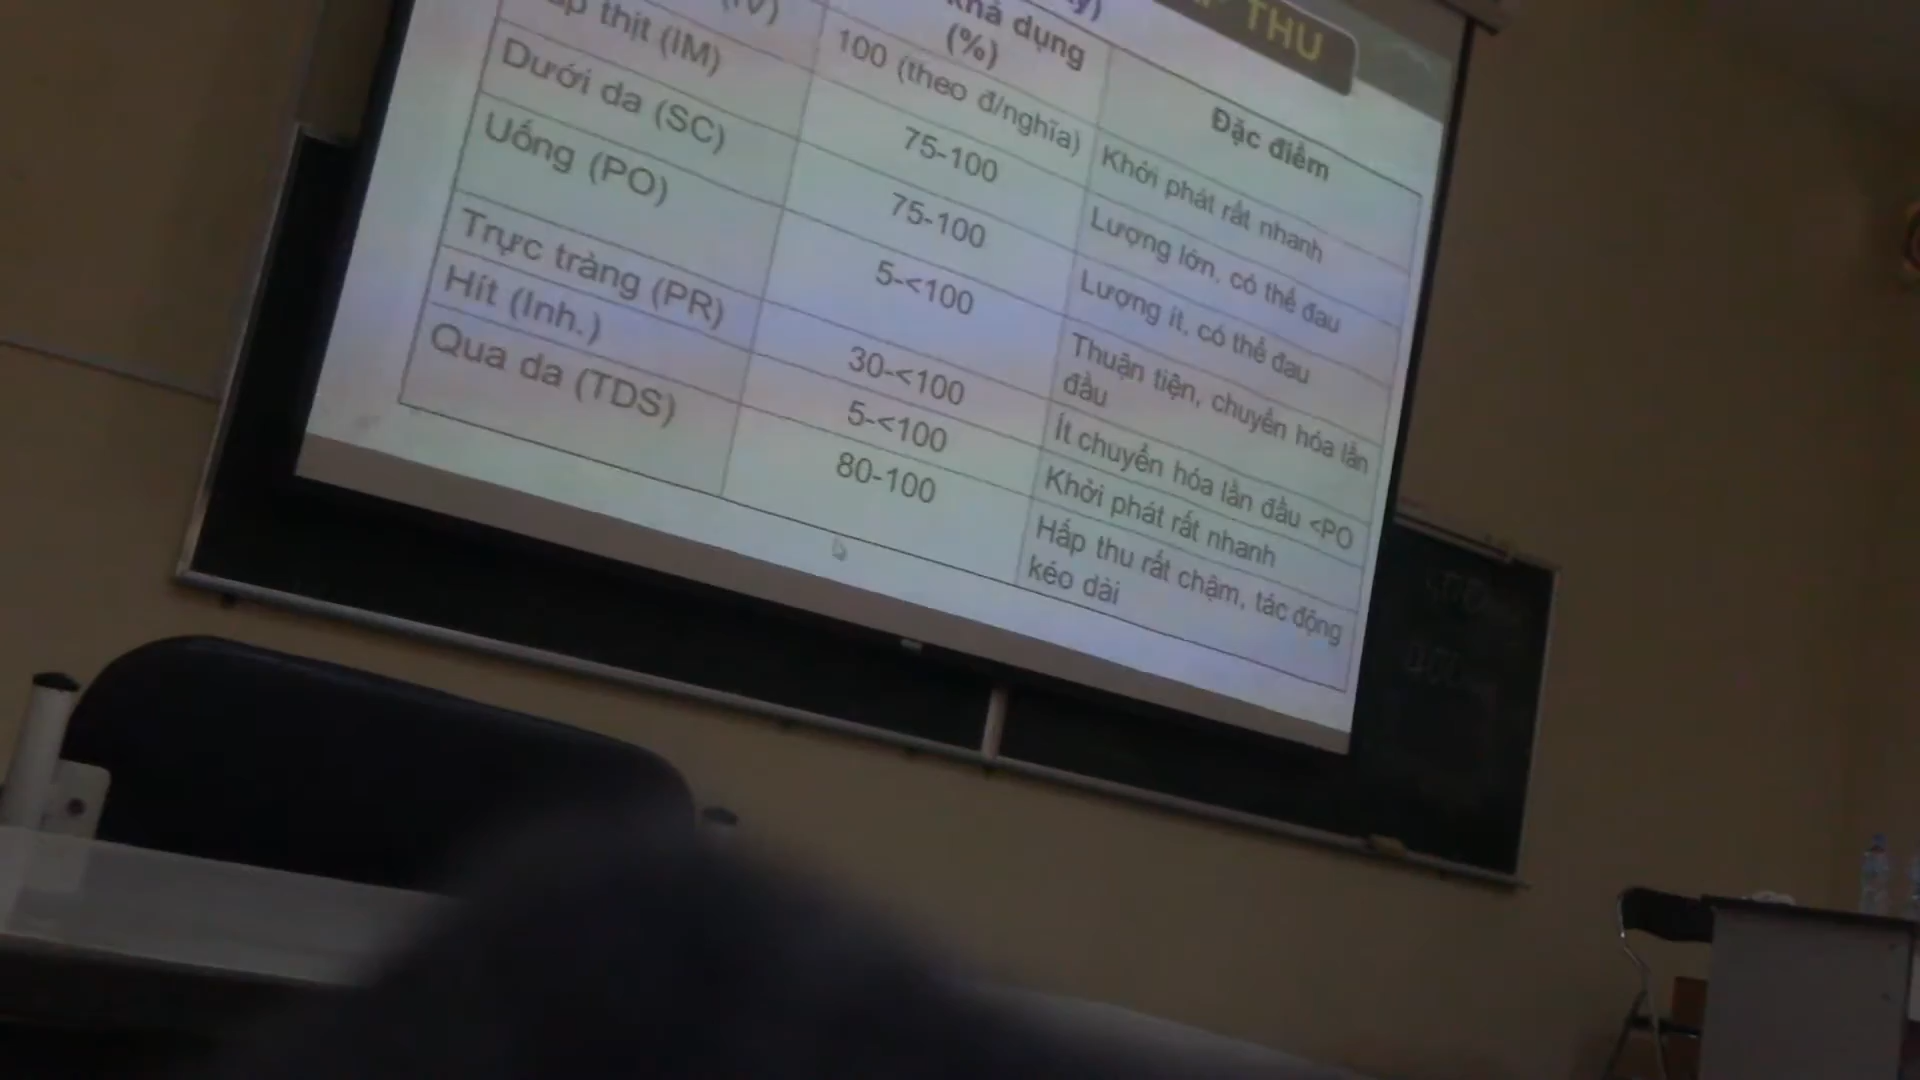 THU
khả dụng
(%)
Đặc điểm
(IV)
100 (theo đ/nghĩa)
Khởi phát rất nhanh
thịt (IM)
75-100
Lượng lớn, có thể đau
Dưới da (SC)
75-100
Lượng ít, có thể đau
Uống (PO)
5-<100
Thuận tiện, chuyển hóa lần
đầu
Trực tràng (PR)
30-<100
Ít chuyển hóa lần đầu <PO
Hít (Inh.)
5-<100
Khởi phát rất nhanh
Qua da (TDS)
80-100
Hấp thu rất chậm, tác động
kéo dài